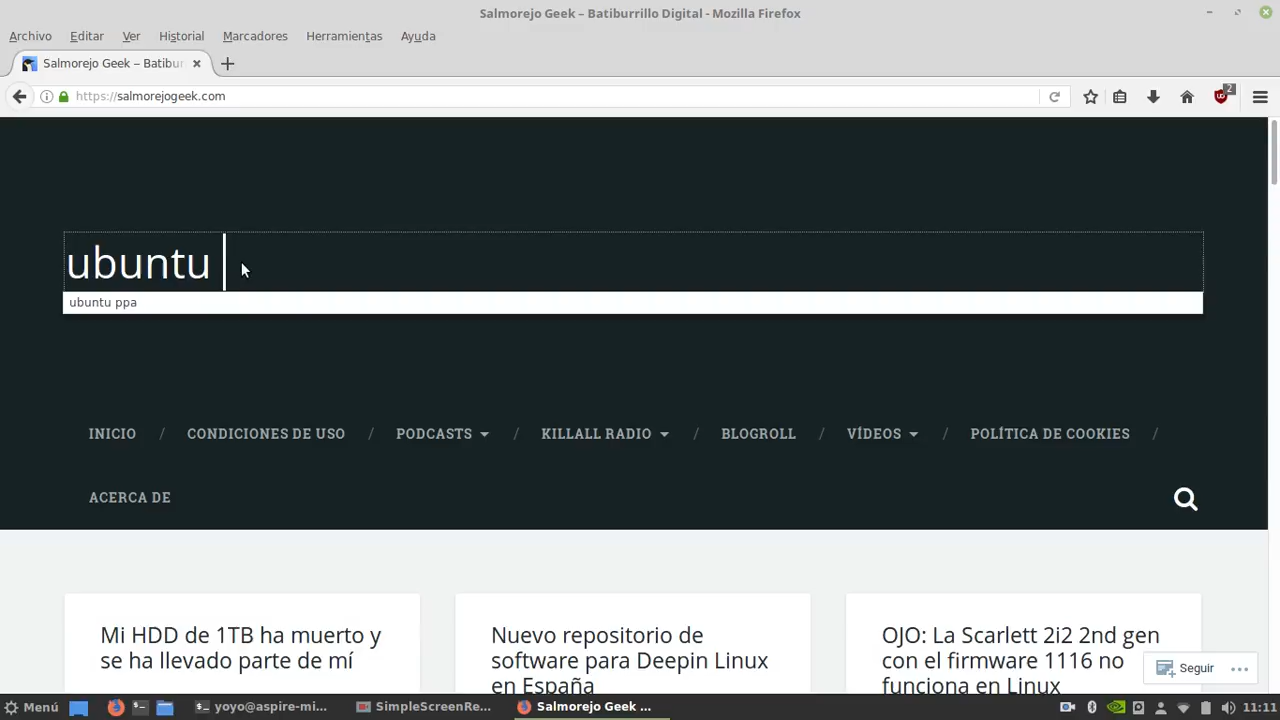 Salmorejo Geek – Batiburrillo Digital - Mozilla Firefox
Archivo Editar Ver Historial Marcadores Herramientas Ayuda
Salmorejo Geek – Batibur
https://salmorejogeek.com
2
ubuntu
ubuntu ppa
INICIO / CONDICIONES DE USO / PODCASTS / KILLALL RADIO / BLOGROLL / VÍDEOS / POLÍTICA DE COOKIES /
ACERCA DE
Mi HDD de 1TB ha muerto y
se ha llevado parte de mí
Nuevo repositorio de
software para Deepin Linux
en España
OJO: La Scarlett 2i2 2nd gen
con el firmware 1116 no
funciona en Linux
Seguir
Menú yoyo@aspire-mi... SimpleScreenRe... Salmorejo Geek ... 11:11